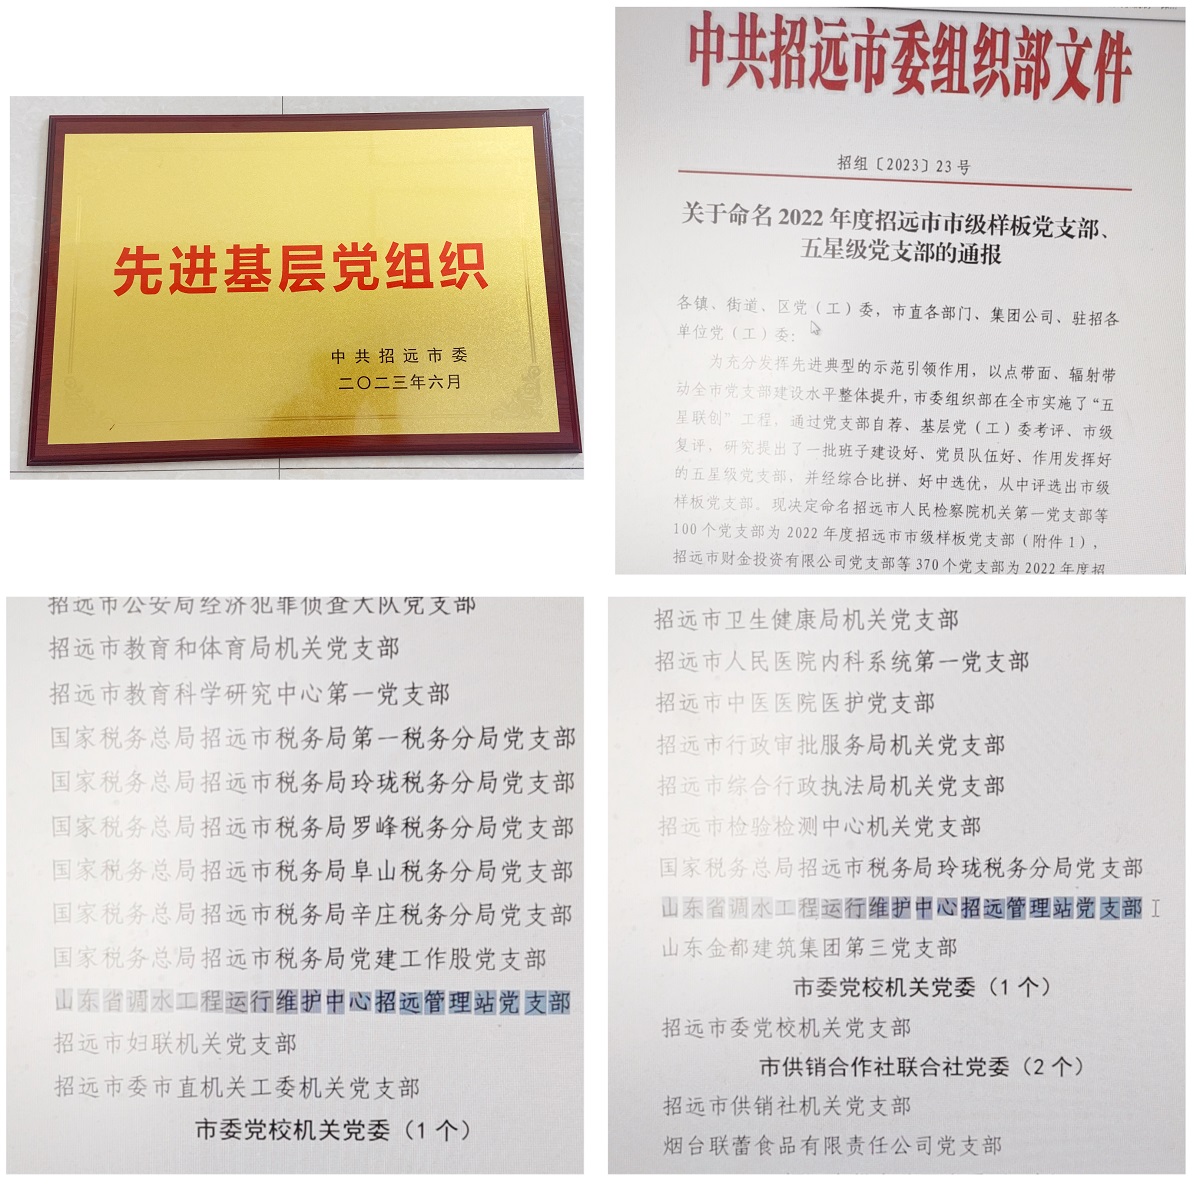 先进基层党组织
中共招远市委
二〇二三年六月
中共招远市委组织部文件
招组〔2023〕23号
关于命名2022年度招远市市级样板党支部、
五星级党支部的通报
各镇、街道、区党（工）委，市直各部门、集团公司、驻招各
单位党（工）委：
为充分发挥先进典型的示范引领作用，以点带面、辐射带
动全市党支部建设水平整体提升，市委组织部在全市实施了“五
星联创”工程，通过党支部自荐、基层党（工）委考评、市级
复评，研究提出了一批班子建设好、党员队伍好、作用发挥好
的五星级党支部，并经综合比拼、好中选优，从中评选出市级
样板党支部。现决定命名招远市人民检察院机关第一党支部等
100个党支部为2022年度招远市市级样板党支部（附件1），
招远市财金投资有限公司党支部等370个党支部为2022年度招
招远市公安局经济犯罪侦查大队党支部
招远市教育和体育局机关党支部
招远市教育科学研究中心第一党支部
国家税务总局招远市税务局第一税务分局党支部
国家税务总局招远市税务局玲珑税务分局党支部
国家税务总局招远市税务局罗峰税务分局党支部
国家税务总局招远市税务局阜山税务分局党支部
国家税务总局招远市税务局辛庄税务分局党支部
国家税务总局招远市税务局党建工作股党支部
山东省调水工程运行维护中心招远管理站党支部
招远市妇联机关党支部
招远市委市直机关工委机关党支部
市委党校机关党委（1个）
招远市卫生健康局机关党支部
招远市人民医院内科系统第一党支部
招远市中医医院医护党支部
招远市行政审批服务局机关党支部
招远市综合行政执法局机关党支部
招远市检验检测中心机关党支部
国家税务总局招远市税务局玲珑税务分局党支部
山东省调水工程运行维护中心招远管理站党支部
山东金都建筑集团第三党支部
市委党校机关党委（1个）
招远市委党校机关党支部
市供销合作社联合社党委（2个）
招远市供销社机关党支部
烟台联蕾食品有限责任公司党支部